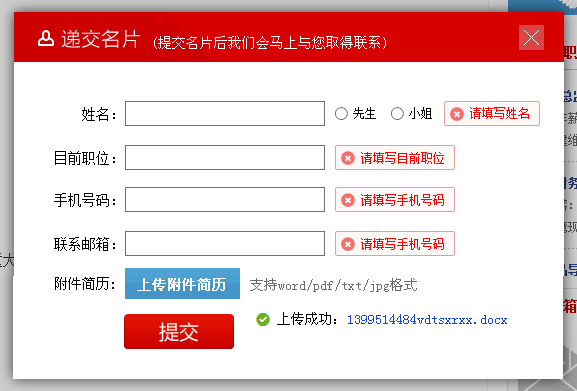 递交名片 (提交名片后我们会马上与您取得联系)
姓名: 先生 小姐 请填写姓名
目前职位: 请填写目前职位
手机号码: 请填写手机号码
联系邮箱: 请填写手机号码
附件简历: 上传附件简历 支持word/pdf/txt/jpg格式
提交 上传成功: 1399514484vdtsxrxx.docx